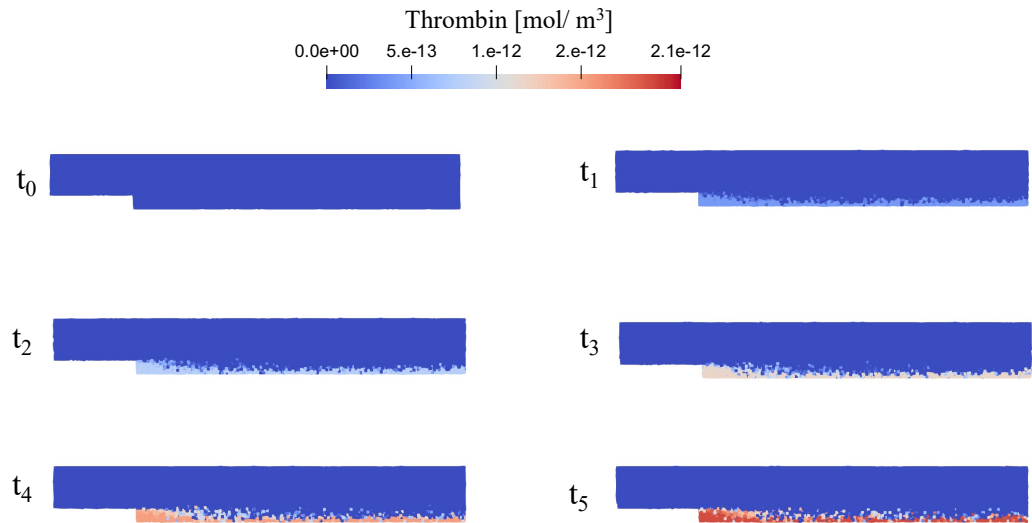 Thrombin [mol/ m³]
0.0e+00 5.e-13 1.e-12 2.e-12 2.1e-12
t₀ t₁
t₂ t₃
t₄ t₅